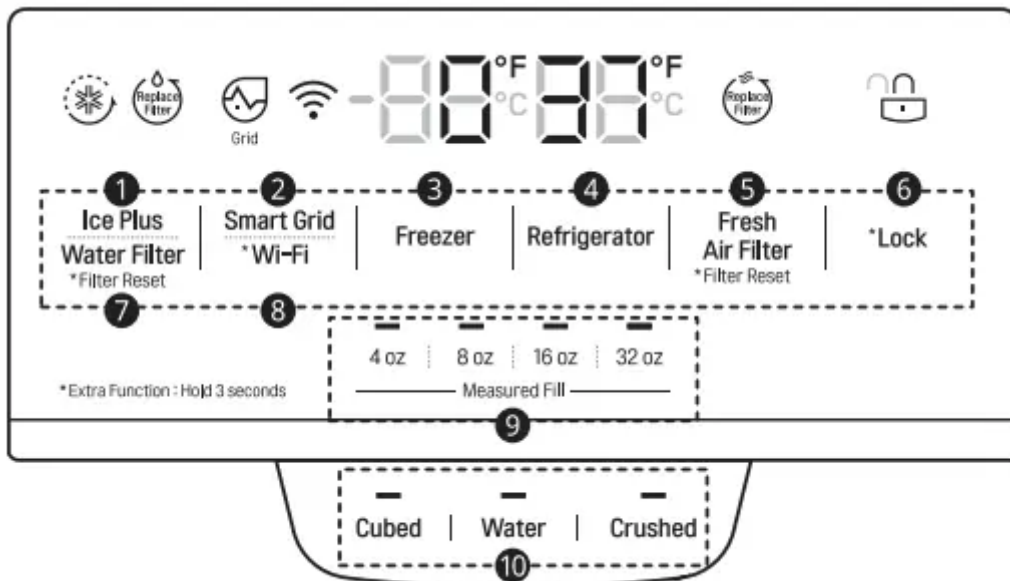 Replace Filter
Grid
0 °F °C
37 °F °C
Replace Filter
1 2 3 4 5 6
Ice Plus
Water Filter
*Filter Reset
Smart Grid
*Wi-Fi
Freezer
Refrigerator
Fresh
Air Filter
*Filter Reset
*Lock
7 8
4 oz 8 oz 16 oz 32 oz
*Extra Function : Hold 3 seconds
Measured Fill
9
Cubed Water Crushed
10